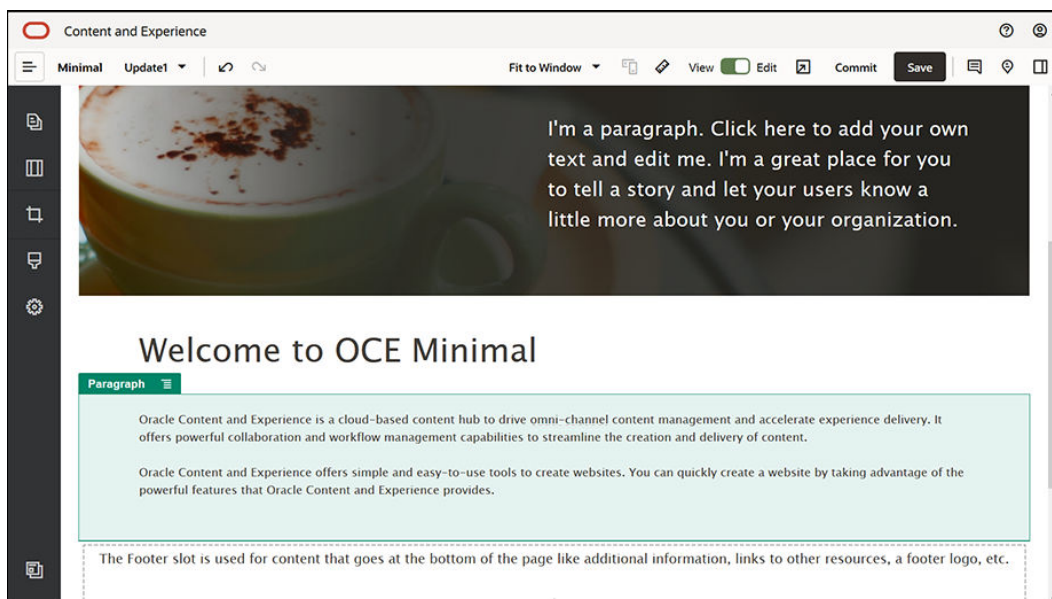 Content and Experience
Minimal Update1 Fit to Window View Edit Commit Save
I'm a paragraph. Click here to add your own
text and edit me. I'm a great place for you
to tell a story and let your users know a
little more about you or your organization.
Welcome to OCE Minimal
Paragraph
Oracle Content and Experience is a cloud-based content hub to drive omni-channel content management and accelerate experience delivery. It
offers powerful collaboration and workflow management capabilities to streamline the creation and delivery of content.
Oracle Content and Experience offers simple and easy-to-use tools to create websites. You can quickly create a website by taking advantage of the
powerful features that Oracle Content and Experience provides.
The Footer slot is used for content that goes at the bottom of the page like additional information, links to other resources, a footer logo, etc.